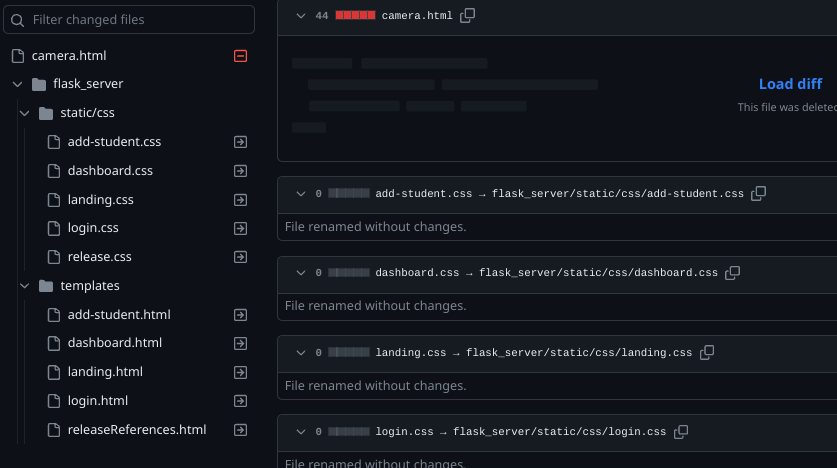 Filter changed files
camera.html
flask_server
static/css
add-student.css
dashboard.css
landing.css
login.css
release.css
templates
add-student.html
dashboard.html
landing.html
login.html
releaseReferences.html
44 camera.html
Load diff
This file was deleted
0 add-student.css → flask_server/static/css/add-student.css
File renamed without changes.
0 dashboard.css → flask_server/static/css/dashboard.css
File renamed without changes.
0 landing.css → flask_server/static/css/landing.css
File renamed without changes.
0 login.css → flask_server/static/css/login.css
File renamed without changes.